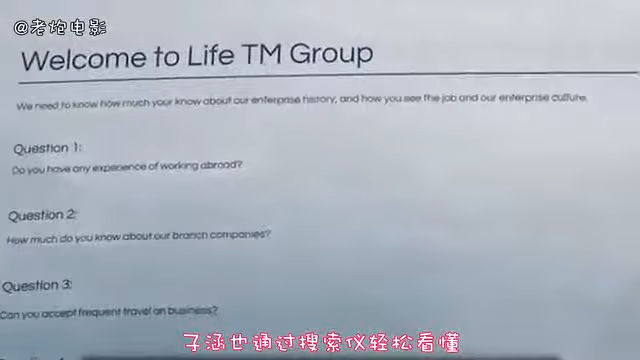 @老炮电影
Welcome to Life TM Group
We need to know how much your know about our enterprise history, and how you see the job and our enterprise culture.
Question 1:
Do you have any experience of working abroad?
Question 2:
How much do you know about our branch companies?
Question 3:
Can you accept frequent travel on business?
子涵也通过搜索仪轻松看懂